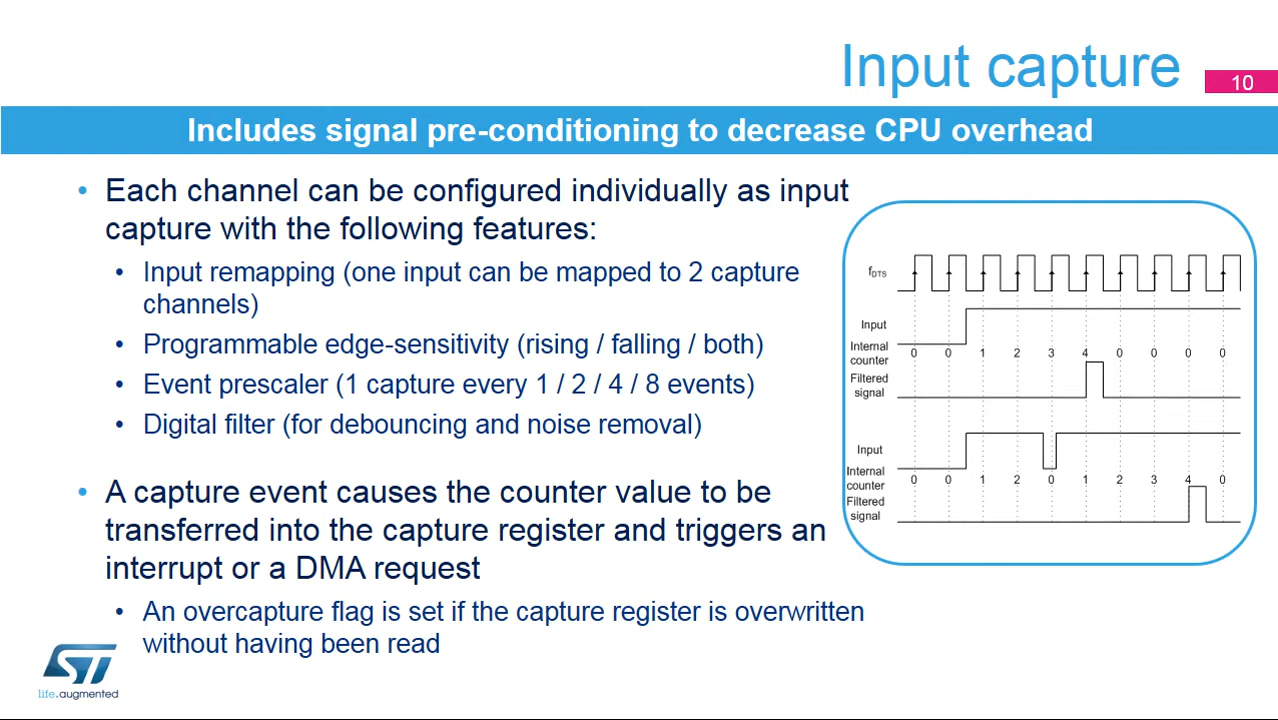 Input capture
10
Includes signal pre-conditioning to decrease CPU overhead
• Each channel can be configured individually as input
capture with the following features:
• Input remapping (one input can be mapped to 2 capture
channels)
• Programmable edge-sensitivity (rising / falling / both)
• Event prescaler (1 capture every 1 / 2 / 4 / 8 events)
• Digital filter (for debouncing and noise removal)
• A capture event causes the counter value to be
transferred into the capture register and triggers an
interrupt or a DMA request
• An overcapture flag is set if the capture register is overwritten
without having been read
fDTS
Input
Internal
counter
0 0 1 2 3 4 0 0 0 0
Filtered
signal
Input
Internal
counter
0 0 1 2 0 1 2 3 4 0
Filtered
signal
ST
life.augmented